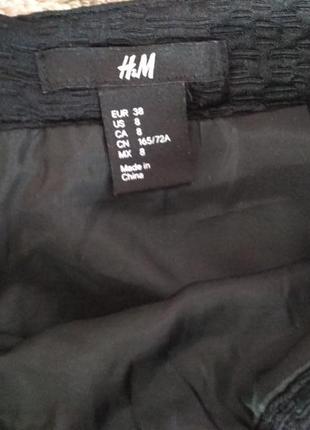 H&M
EUR 38
US 8
CA 8
CN 165/72A
MX 8
Made in
China